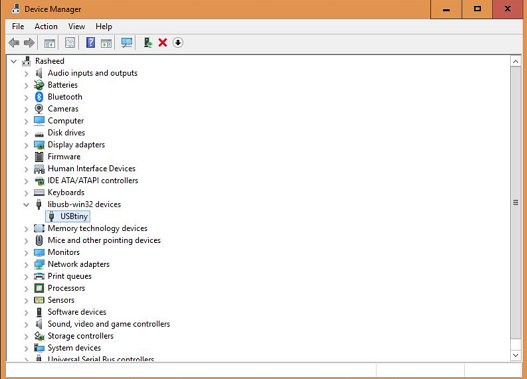 Device Manager
File Action View Help
Rasheed
Audio inputs and outputs
Batteries
Bluetooth
Cameras
Computer
Disk drives
Display adapters
Firmware
Human Interface Devices
IDE ATA/ATAPI controllers
Keyboards
libusb-win32 devices
USBtiny
Memory technology devices
Mice and other pointing devices
Monitors
Network adapters
Print queues
Processors
Sensors
Software devices
Sound, video and game controllers
Storage controllers
System devices
Universal Serial Bus controllers